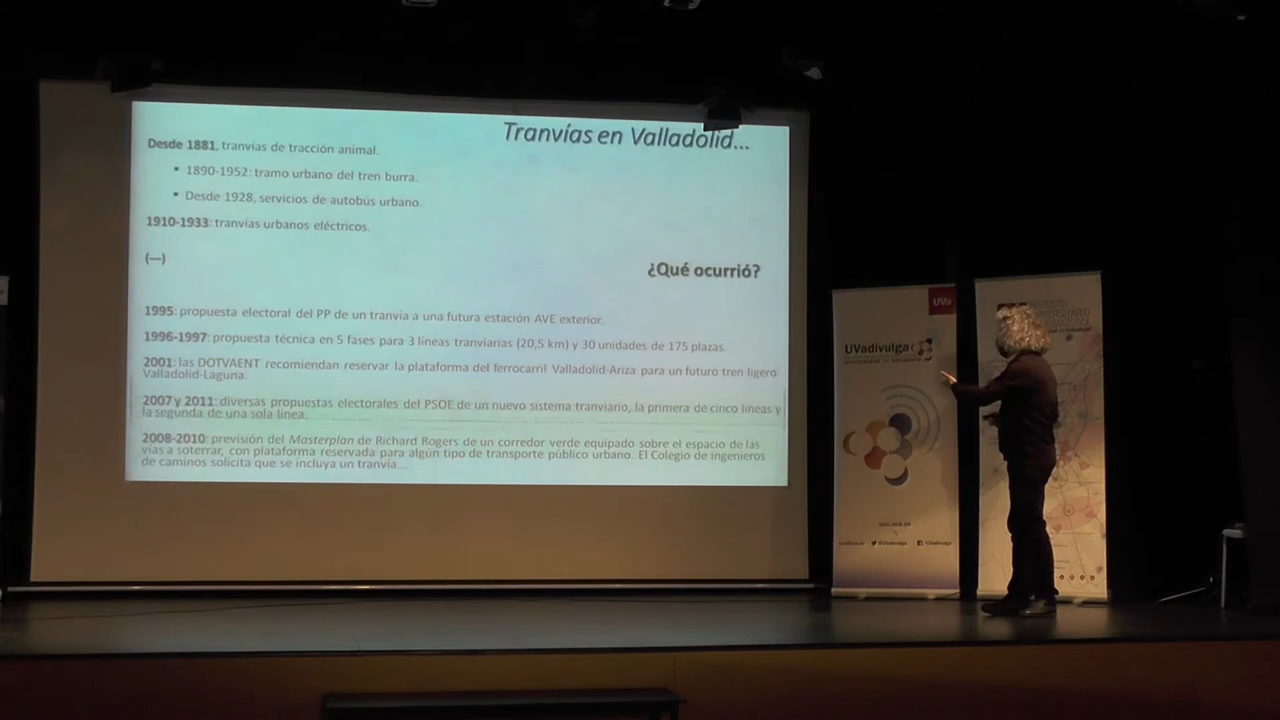 Tranvías en Valladolid...
Desde 1881, tranvías de tracción animal.
▪ 1890-1952: tramo urbano del tren burra.
▪ Desde 1928, servicios de autobús urbano.
1910-1933: tranvías urbanos eléctricos.
(---)
¿Qué ocurrió?
1995: propuesta electoral del PP de un tranvía a una futura estación AVE exterior.
1996-1997: propuesta técnica en 5 fases para 3 líneas tranviarias (20,5 km) y 30 unidades de 175 plazas.
2001: las DOTVAENT recomiendan reservar la plataforma del ferrocarril Valladolid-Ariza para un futuro tren ligero
Valladolid-Laguna.
2007 y 2011: diversas propuestas electorales del PSOE de un nuevo sistema tranviario, la primera de cinco líneas y
la segunda de una sola línea.
2008-2010: previsión del Masterplan de Richard Rogers de un corredor verde equipado sobre el espacio de las
vías a soterrar, con plataforma reservada para algún tipo de transporte público urbano. El Colegio de ingenieros
de caminos solicita que se incluya un tranvía...
UVa
UVadivulga
@UVadivulga
/UVadivulga
INSTITUTO